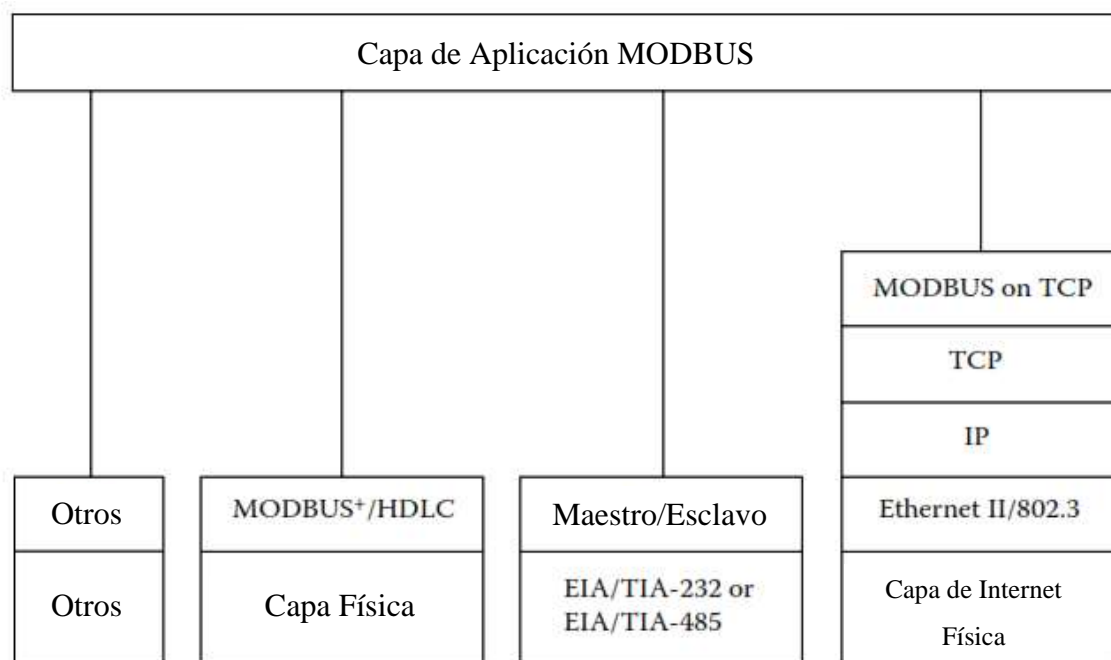 Capa de Aplicación MODBUS
MODBUS on TCP
TCP
IP
Otros
MODBUS⁺/HDLC
Maestro/Esclavo
Ethernet II/802.3
Otros
Capa Física
EIA/TIA-232 or
EIA/TIA-485
Capa de Internet
Física